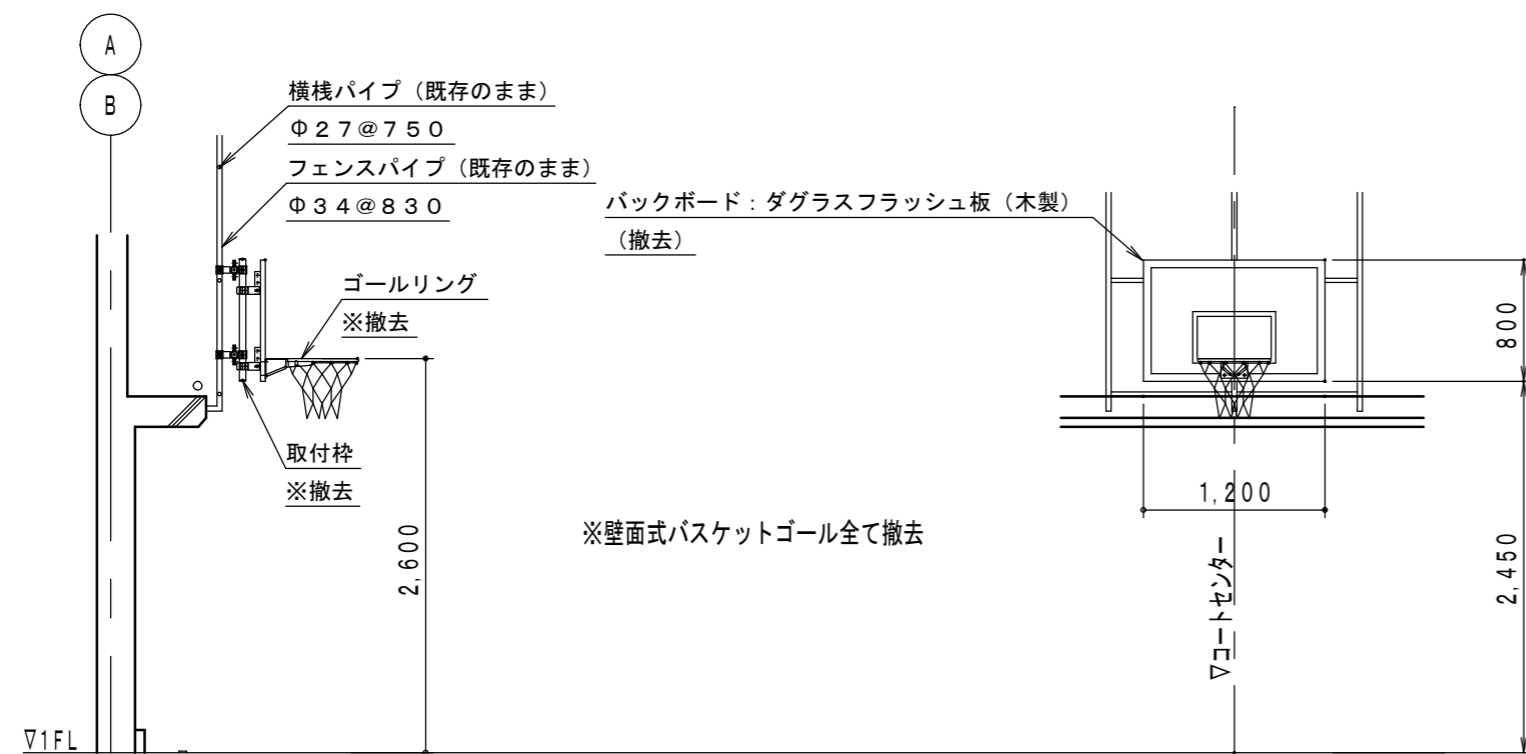 A
B
横桟パイプ（既存のまま）
Φ27@750
フェンスパイプ（既存のまま）
Φ34@830
バックボード：ダグラスフラッシュ板（木製）
（撤去）
ゴールリング
※撤去
取付枠
※撤去
2,600
※壁面式バスケットゴール全て撤去
800
1,200
2,450
▽コートセンター
▽1FL